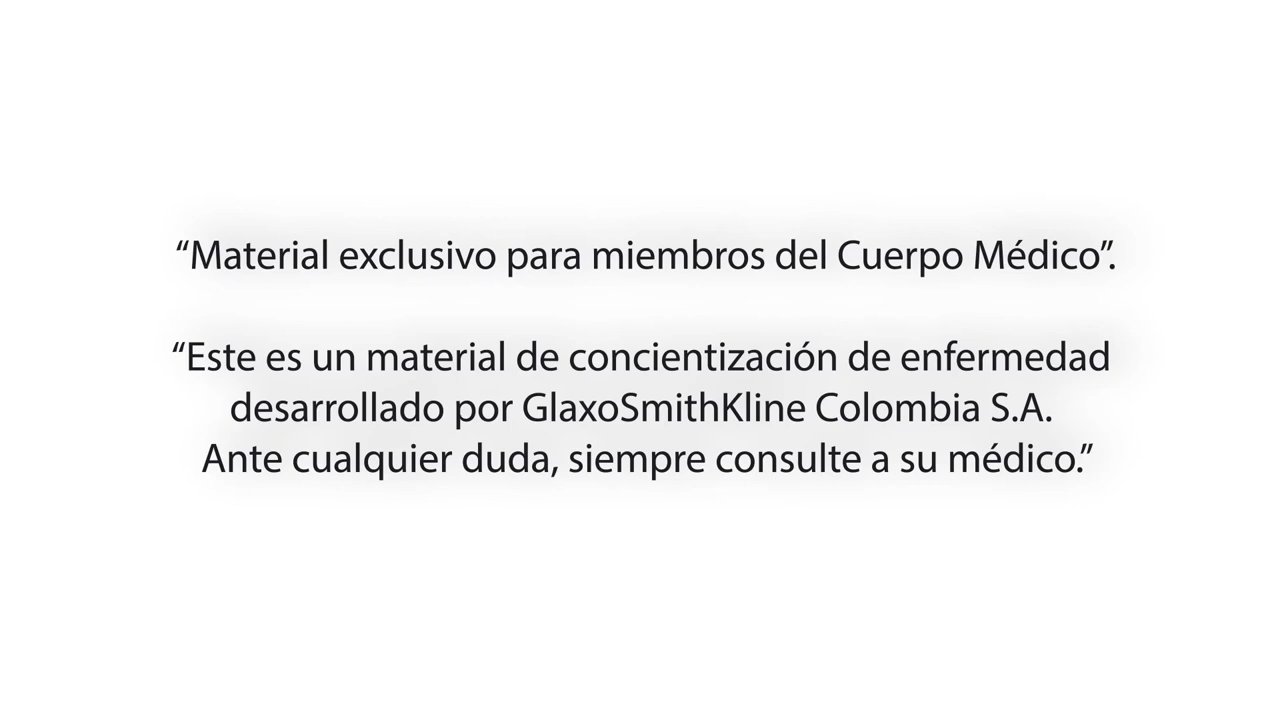 “Material exclusivo para miembros del Cuerpo Médico”.
“Este es un material de concientización de enfermedad
desarrollado por GlaxoSmithKline Colombia S.A.
Ante cualquier duda, siempre consulte a su médico.”